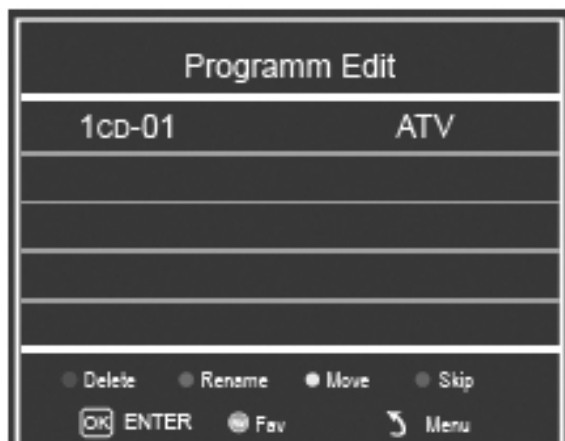 Programm Edit
1CD-01 ATV
Delete Rename Move Skip
OK ENTER Fav Menu